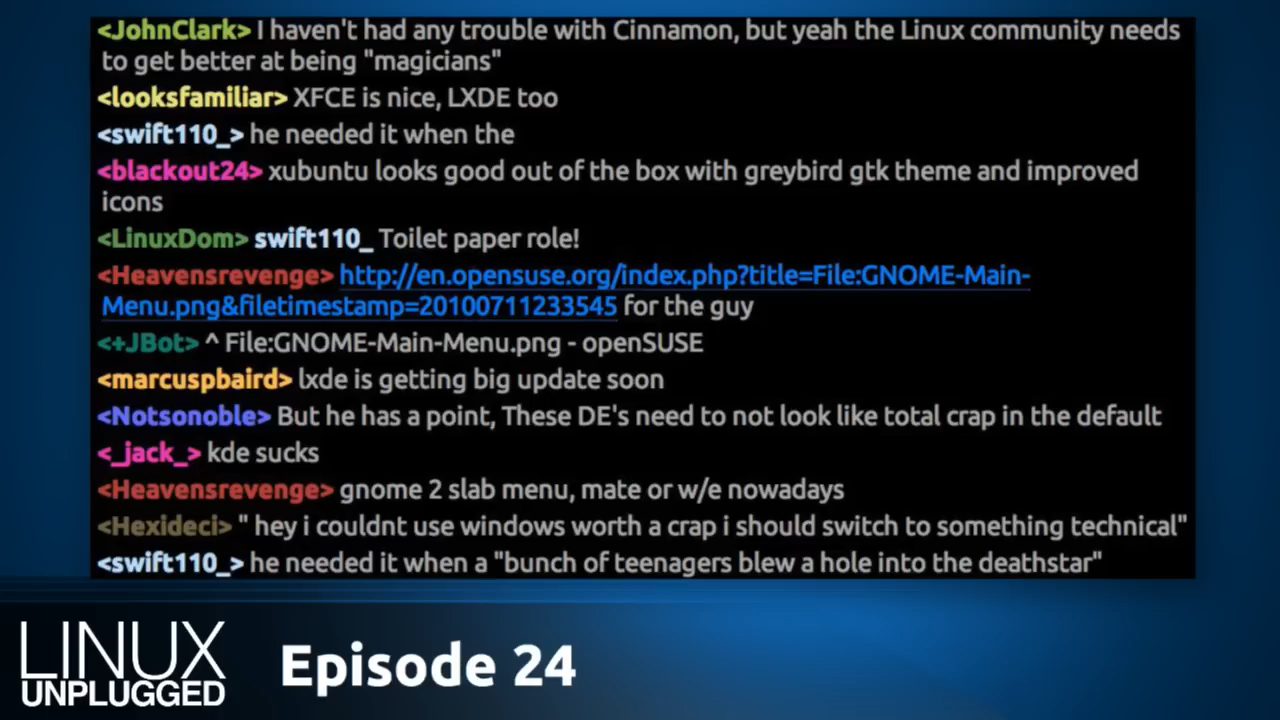 <JohnClark> I haven't had any trouble with Cinnamon, but yeah the Linux community needs
to get better at being "magicians"
<looksfamiliar> XFCE is nice, LXDE too
<swift110_> he needed it when the
<blackout24> xubuntu looks good out of the box with greybird gtk theme and improved
icons
<LinuxDom> swift110_ Toilet paper role!
<Heavensrevenge> http://en.opensuse.org/index.php?title=File:GNOME-Main-
Menu.png&filetimestamp=20100711233545 for the guy
<+JBot> ^ File:GNOME-Main-Menu.png - openSUSE
<marcuspbaird> lxde is getting big update soon
<Notsonoble> But he has a point, These DE's need to not look like total crap in the default
<_jack_> kde sucks
<Heavensrevenge> gnome 2 slab menu, mate or w/e nowadays
<Hexideci> " hey i couldnt use windows worth a crap i should switch to something technical"
<swift110_> he needed it when a "bunch of teenagers blew a hole into the deathstar"
LINUX
UNPLUGGED
Episode 24